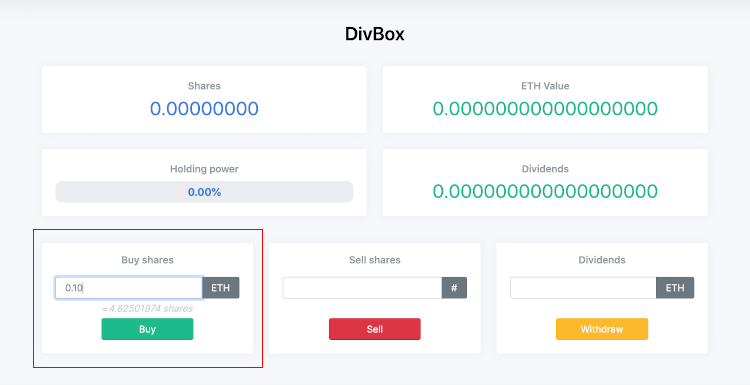 DivBox
Shares
0.00000000
ETH Value
0.000000000000000000
Holding power
0.00%
Dividends
0.000000000000000000
Buy shares
0.10
ETH
≈4.82501974 shares
Buy
Sell shares
#
Sell
Dividends
ETH
Withdraw